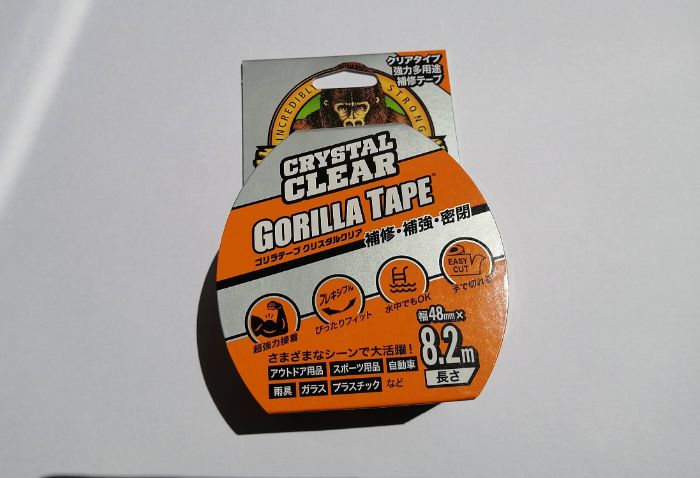 クリアタイプ
強力多用途
補修テープ
INCREDIBLY STRONG
CRYSTAL
CLEAR
GORILLA TAPE®
ゴリラテープ クリスタルクリア
補修・補強・密閉
超強力接着
フレキシブル
ぴったりフィット
水中でもOK
EASY
CUT
手で切れる
幅48mm×
8.2m
長さ
さまざまなシーンで大活躍!
アウトドア用品 スポーツ用品 自動車
雨具 ガラス プラスチック など